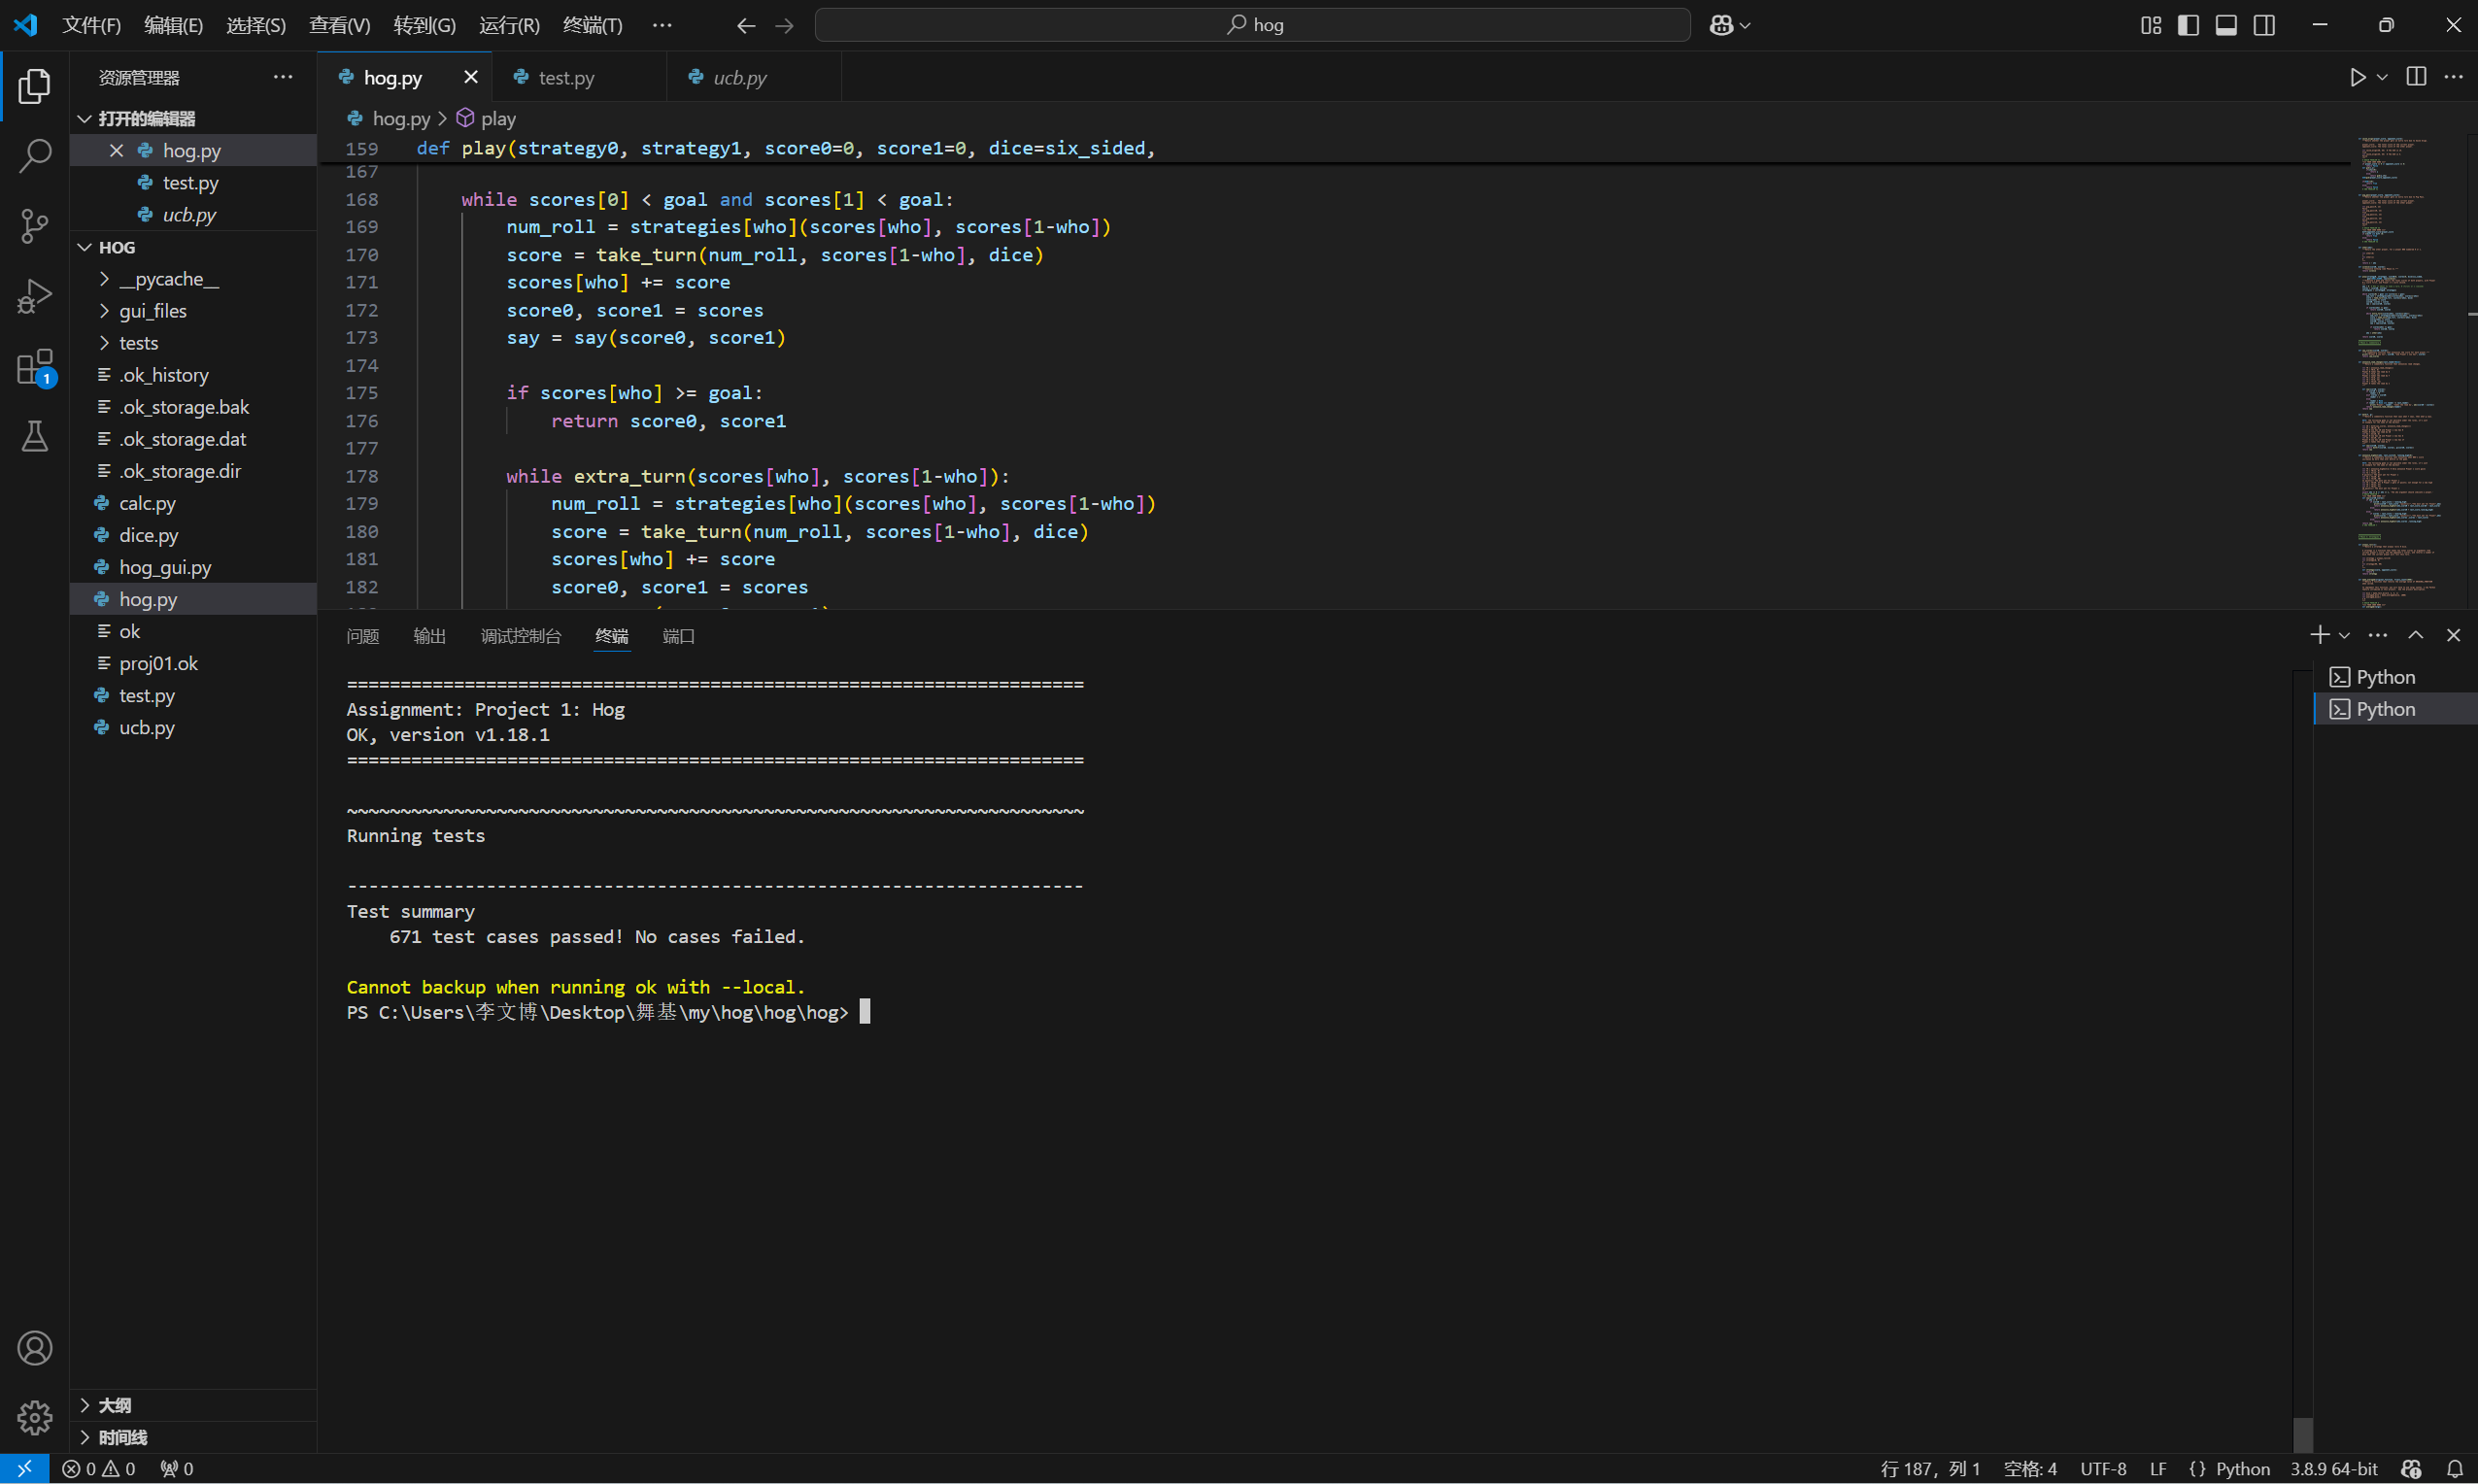 文件(F) 编辑(E) 选择(S) 查看(V) 转到(G) 运行(R) 终端(T) ··· hog
资源管理器 ···
打开的编辑器
hog.py
test.py
ucb.py
HOG
__pycache__
gui_files
tests
.ok_history
.ok_storage.bak
.ok_storage.dat
.ok_storage.dir
calc.py
dice.py
hog_gui.py
hog.py
ok
proj01.ok
test.py
ucb.py
大纲
时间线
1
hog.py test.py ucb.py
hog.py > play
159 def play(strategy0, strategy1, score0=0, score1=0, dice=six_sided,
167
168 while scores[0] < goal and scores[1] < goal:
169 num_roll = strategies[who](scores[who], scores[1-who])
170 score = take_turn(num_roll, scores[1-who], dice)
171 scores[who] += score
172 score0, score1 = scores
173 say = say(score0, score1)
174
175 if scores[who] >= goal:
176 return score0, score1
177
178 while extra_turn(scores[who], scores[1-who]):
179 num_roll = strategies[who](scores[who], scores[1-who])
180 score = take_turn(num_roll, scores[1-who], dice)
181 scores[who] += score
182 score0, score1 = scores
问题 输出 调试控制台 终端 端口
=====================================================================
Assignment: Project 1: Hog
OK, version v1.18.1
=====================================================================
~~~~~~~~~~~~~~~~~~~~~~~~~~~~~~~~~~~~~~~~~~~~~~~~~~~~~~~~~~~~~~~~~~~~~
Running tests
---------------------------------------------------------------------
Test summary
671 test cases passed! No cases failed.
Cannot backup when running ok with --local.
PS C:\Users\李文博\Desktop\舞基\my\hog\hog\hog>
Python
Python
0 0 0 行 187, 列 1 空格: 4 UTF-8 LF {} Python 3.8.9 64-bit